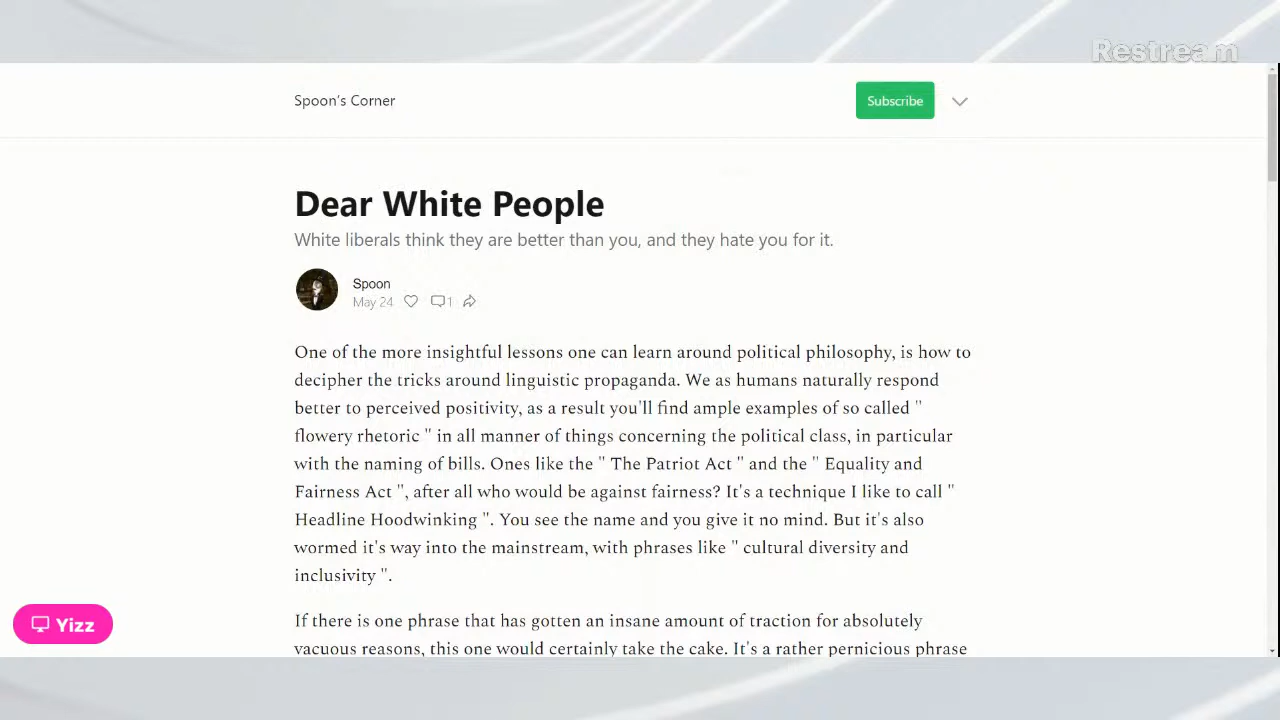 Restream
Spoon's Corner
Subscribe
Dear White People
White liberals think they are better than you, and they hate you for it.
Spoon
May 24
1
One of the more insightful lessons one can learn around political philosophy, is how to
decipher the tricks around linguistic propaganda. We as humans naturally respond
better to perceived positivity, as a result you'll find ample examples of so called "
flowery rhetoric " in all manner of things concerning the political class, in particular
with the naming of bills. Ones like the " The Patriot Act " and the " Equality and
Fairness Act ", after all who would be against fairness? It's a technique I like to call "
Headline Hoodwinking ". You see the name and you give it no mind. But it's also
wormed it's way into the mainstream, with phrases like " cultural diversity and
inclusivity ".
If there is one phrase that has gotten an insane amount of traction for absolutely
vacuous reasons, this one would certainly take the cake. It's a rather pernicious phrase
Yizz